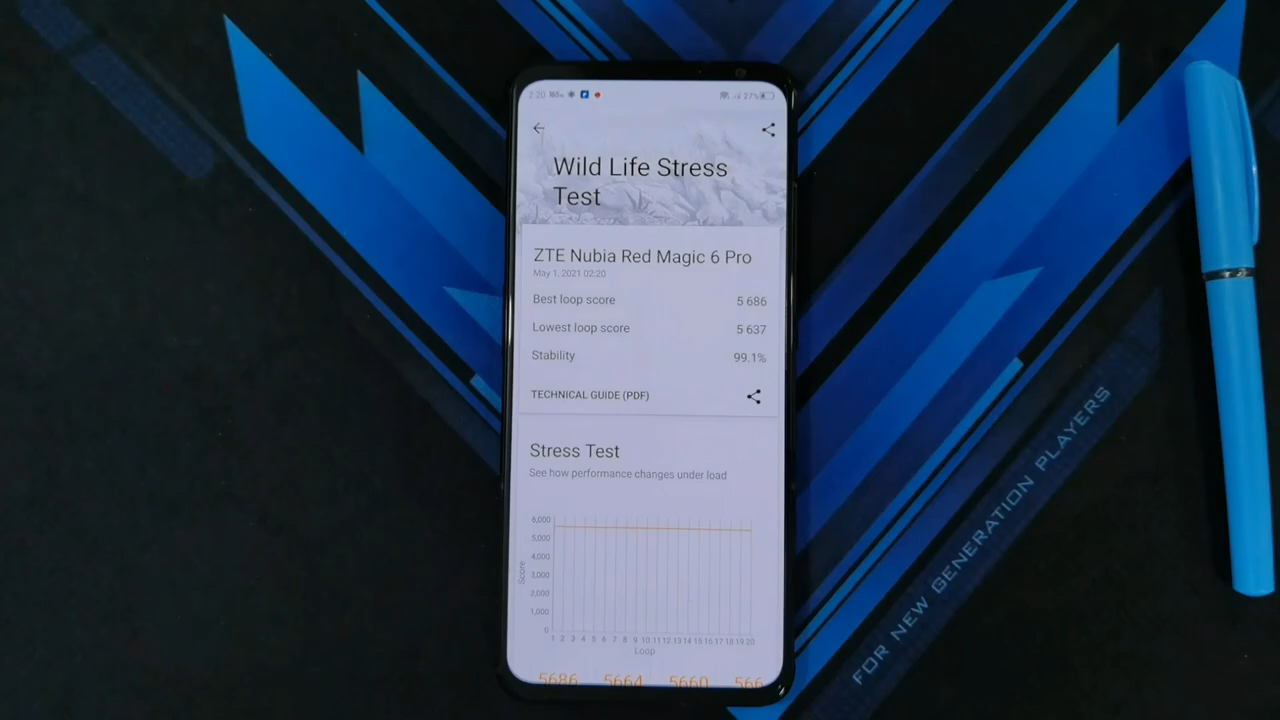 2:20
27%
Wild Life Stress
Test
ZTE Nubia Red Magic 6 Pro
May 1, 2021 02:20
Best loop score 5 686
Lowest loop score 5 637
Stability 99.1%
TECHNICAL GUIDE (PDF)
Stress Test
See how performance changes under load
6,000
5,000
4,000
3,000
2,000
1,000
0
Score
1 2 3 4 5 6 7 8 9 10 11 12 13 14 15 16 17 18 19 20
Loop
5686 5664 5660 566
FOR NEW GENERATION PLAYERS